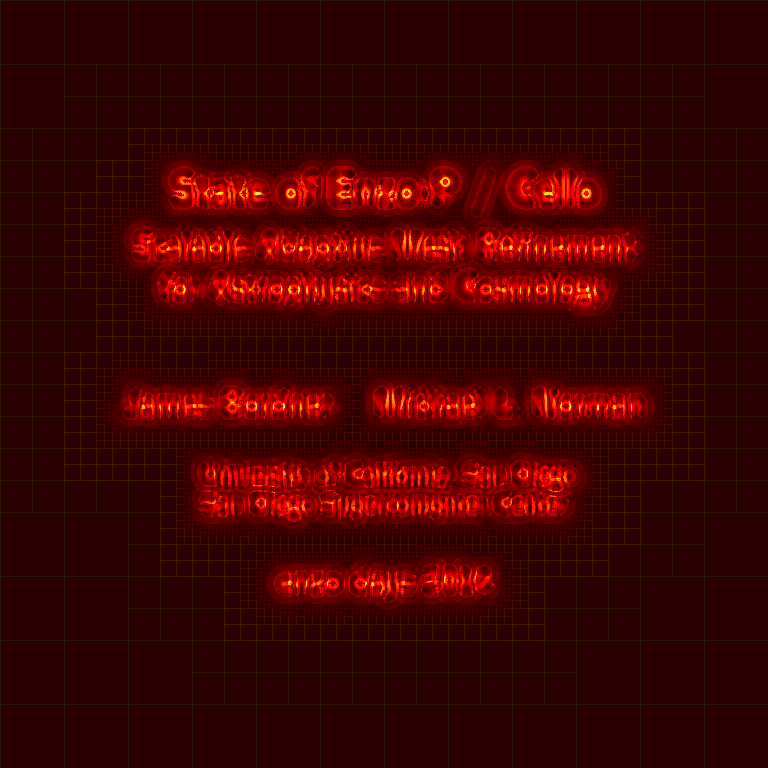 State of Enzo-P // Cello
Scalable Adaptive Mesh Refinement
for Astrophysics and Cosmology
James Bordner Michael L. Norman
University of California, San Diego
San Diego Supercomputer Center